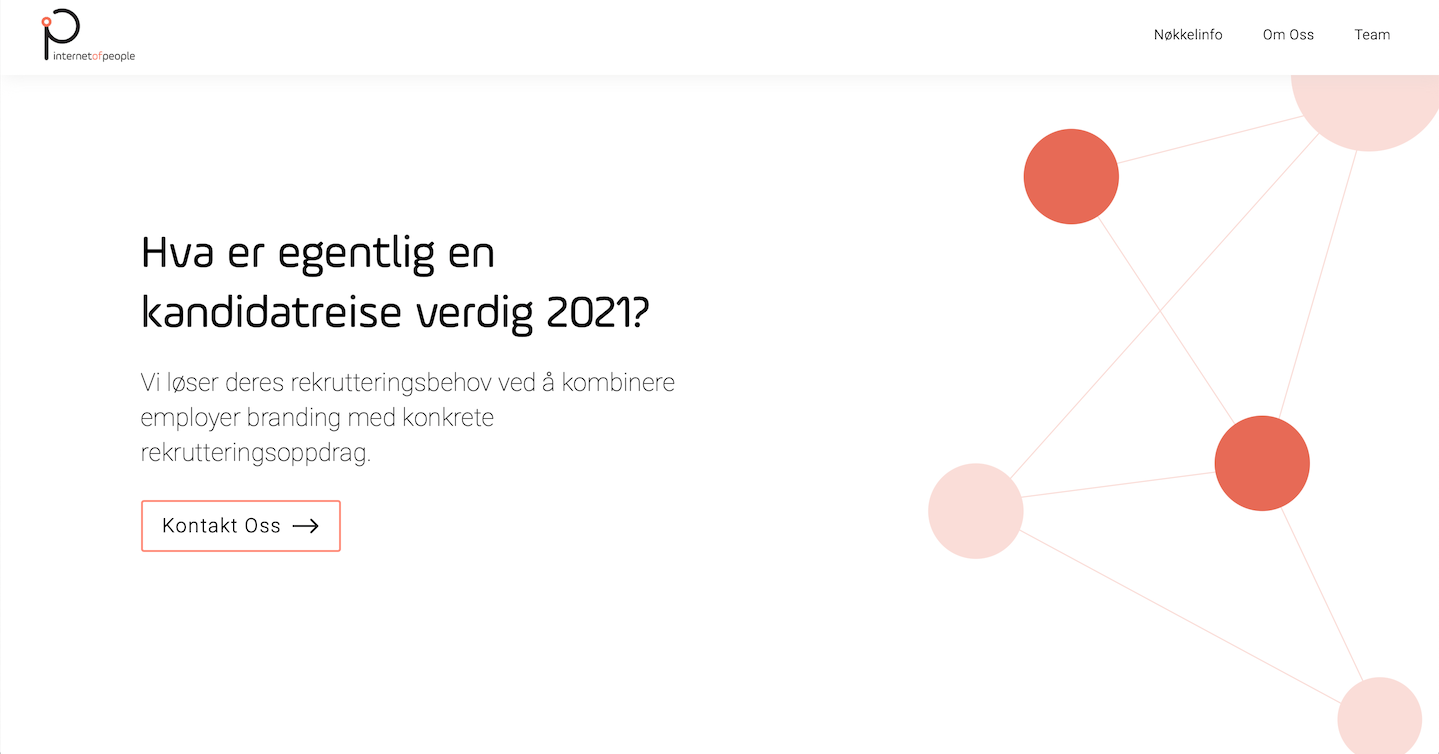 internetofpeople
Nøkkelinfo
Om Oss
Team
Hva er egentlig en
kandidatreise verdig 2021?
Vi løser deres rekrutteringsbehov ved å kombinere
employer branding med konkrete
rekrutteringsoppdrag.
Kontakt Oss